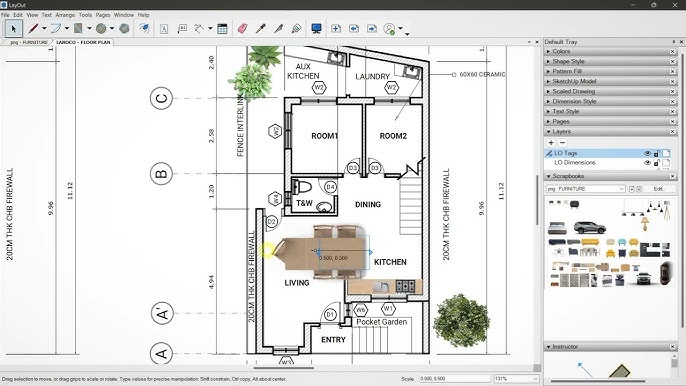 LayOut
File Edit View Text Arrange Tools Pages Window Help
png - FURNITURE
LAROCO - FLOOR PLAN
Default Tray
Colors
Shape Style
Pattern Fill
SketchUp Model
Scaled Drawing
Dimension Style
Text Style
Pages
Layers
LO Tags
LO Dimensions
Scrapbooks
png FURNITURE
Edit...
Instructor
AUX
KITCHEN
LAUNDRY
60X60 CERAMIC
W2
W2
2.40
C
FENCE INTERLINK
W2
ROOM1
ROOM2
2.58
D3
D3
B
20CM THK CHB FIREWALL
9.96
11.12
1.20
W4
D4
T&W
D2
DINING
20CM THK CHB FIREWALL
9.96
11.12
0.500, 0.500
KITCHEN
LIVING
4.94
20CM THK CHB FIREWALL
A'
D1
W6
W1
Pocket Garden
A
ENTRY
W3
Drag selection to move, or drag grips to scale or rotate. Type values for precise manipulation. Shift constrain, Ctrl copy, Alt about center.
Scale
0.500, 0.500
131%